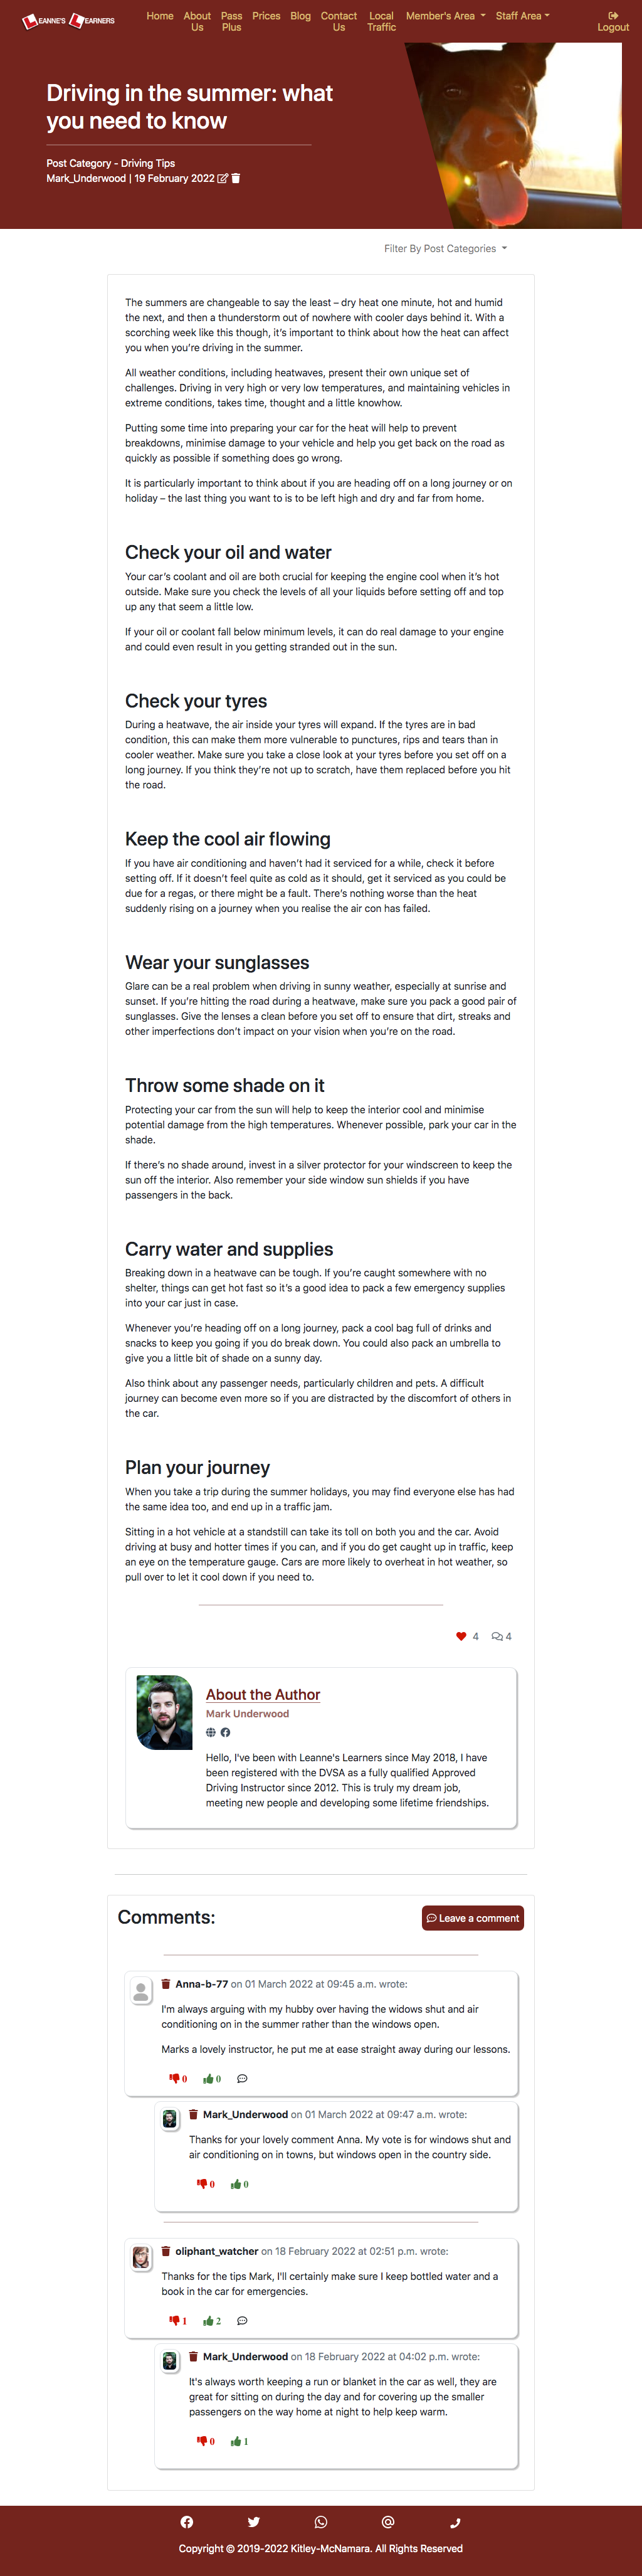 LEANNE'S LEARNERS
Home
About Us
Pass Plus
Prices
Blog
Contact Us
Local Traffic
Member's Area
Staff Area
Logout
Driving in the summer: what
you need to know
Post Category - Driving Tips
Mark_Underwood | 19 February 2022
Filter By Post Categories
The summers are changeable to say the least – dry heat one minute, hot and humid
the next, and then a thunderstorm out of nowhere with cooler days behind it. With a
scorching week like this though, it's important to think about how the heat can affect
you when you're driving in the summer.
All weather conditions, including heatwaves, present their own unique set of
challenges. Driving in very high or very low temperatures, and maintaining vehicles in
extreme conditions, takes time, thought and a little knowhow.
Putting some time into preparing your car for the heat will help to prevent
breakdowns, minimise damage to your vehicle and help you get back on the road as
quickly as possible if something does go wrong.
It is particularly important to think about if you are heading off on a long journey or on
holiday – the last thing you want to is to be left high and dry and far from home.
Check your oil and water
Your car's coolant and oil are both crucial for keeping the engine cool when it's hot
outside. Make sure you check the levels of all your liquids before setting off and top
up any that seem a little low.
If your oil or coolant fall below minimum levels, it can do real damage to your engine
and could even result in you getting stranded out in the sun.
Check your tyres
During a heatwave, the air inside your tyres will expand. If the tyres are in bad
condition, this can make them more vulnerable to punctures, rips and tears than in
cooler weather. Make sure you take a close look at your tyres before you set off on a
long journey. If you think they're not up to scratch, have them replaced before you hit
the road.
Keep the cool air flowing
If you have air conditioning and haven't had it serviced for a while, check it before
setting off. If it doesn't feel quite as cold as it should, get it serviced as you could be
due for a regas, or there might be a fault. There's nothing worse than the heat
suddenly rising on a journey when you realise the air con has failed.
Wear your sunglasses
Glare can be a real problem when driving in sunny weather, especially at sunrise and
sunset. If you're hitting the road during a heatwave, make sure you pack a good pair of
sunglasses. Give the lenses a clean before you set off to ensure that dirt, streaks and
other imperfections don't impact on your vision when you're on the road.
Throw some shade on it
Protecting your car from the sun will help to keep the interior cool and minimise
potential damage from the high temperatures. Whenever possible, park your car in the
shade.
If there's no shade around, invest in a silver protector for your windscreen to keep the
sun off the interior. Also remember your side window sun shields if you have
passengers in the back.
Carry water and supplies
Breaking down in a heatwave can be tough. If you're caught somewhere with no
shelter, things can get hot fast so it's a good idea to pack a few emergency supplies
into your car just in case.
Whenever you're heading off on a long journey, pack a cool bag full of drinks and
snacks to keep you going if you do break down. You could also pack an umbrella to
give you a little bit of shade on a sunny day.
Also think about any passenger needs, particularly children and pets. A difficult
journey can become even more so if you are distracted by the discomfort of others in
the car.
Plan your journey
When you take a trip during the summer holidays, you may find everyone else has had
the same idea too, and end up in a traffic jam.
Sitting in a hot vehicle at a standstill can take its toll on both you and the car. Avoid
driving at busy and hotter times if you can, and if you do get caught up in traffic, keep
an eye on the temperature gauge. Cars are more likely to overheat in hot weather, so
pull over to let it cool down if you need to.
4 4
About the Author
Mark Underwood
Hello, I've been with Leanne's Learners since May 2018, I have
been registered with the DVSA as a fully qualified Approved
Driving Instructor since 2012. This is truly my dream job,
meeting new people and developing some lifetime friendships.
Comments:
Leave a comment
Anna-b-77 on 01 March 2022 at 09:45 a.m. wrote:
I'm always arguing with my hubby over having the widows shut and air
conditioning on in the summer rather than the windows open.
Marks a lovely instructor, he put me at ease straight away during our lessons.
0 0
Mark_Underwood on 01 March 2022 at 09:47 a.m. wrote:
Thanks for your lovely comment Anna. My vote is for windows shut and
air conditioning on in towns, but windows open in the country side.
0 0
oliphant_watcher on 18 February 2022 at 02:51 p.m. wrote:
Thanks for the tips Mark, I'll certainly make sure I keep bottled water and a
book in the car for emergencies.
1 2
Mark_Underwood on 18 February 2022 at 04:02 p.m. wrote:
It's always worth keeping a run or blanket in the car as well, they are
great for sitting on during the day and for covering up the smaller
passengers on the way home at night to help keep warm.
0 1
Copyright © 2019-2022 Kitley-McNamara. All Rights Reserved